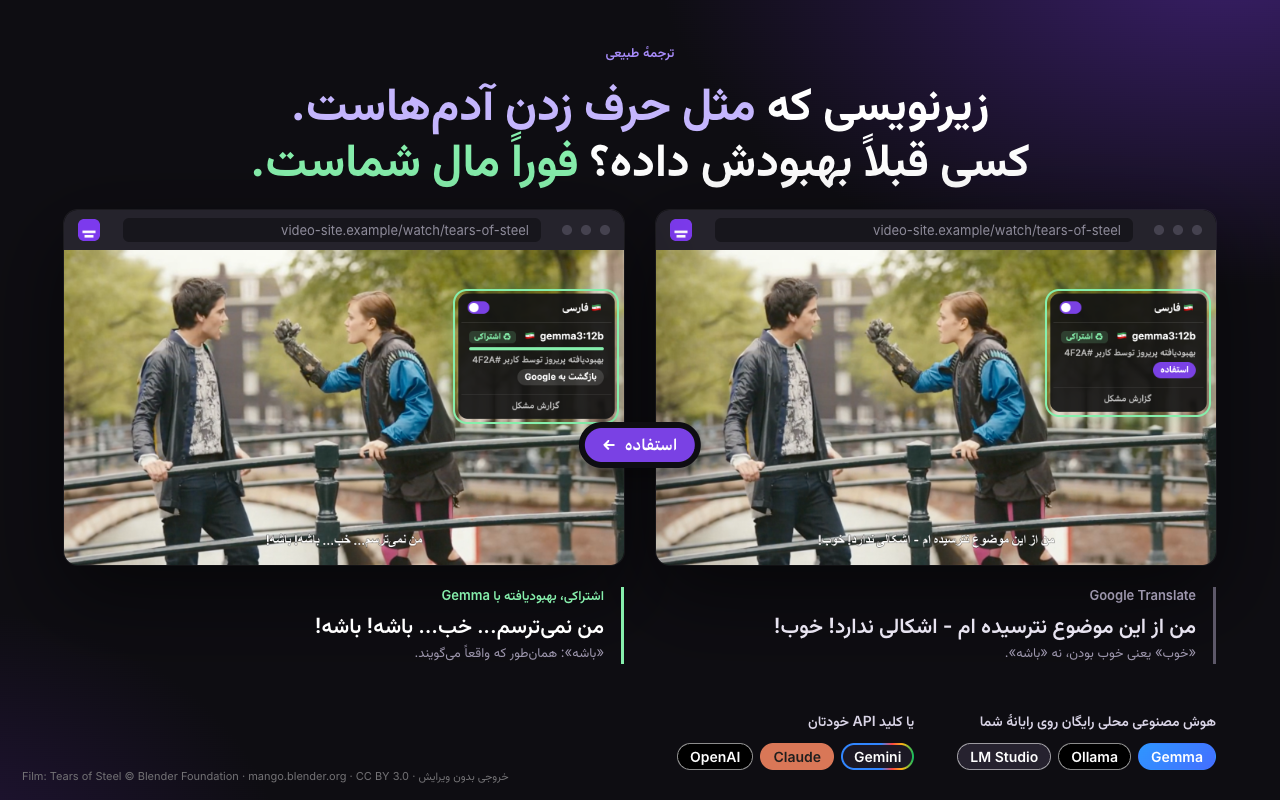 ترجمهٔ طبیعی
زیرنویسی که مثل حرف زدنِ آدم‌هاست.
کسی قبلاً بهبودش داده؟ فوراً مال شماست.
video-site.example/watch/tears-of-steel
🇮🇷 فارسی
gemma3:12b 🇮🇷 ♻ اشتراکی
بهبودیافته پریروز توسط کاربر #4F2A
استفاده
گزارش مشکل
من از این موضوع نترسیده ام - اشکالی ندارد! خوب!
استفاده ←
video-site.example/watch/tears-of-steel
🇮🇷 فارسی
gemma3:12b 🇮🇷 ♻ اشتراکی
بهبودیافته پریروز توسط کاربر #4F2A
بازگشت به Google
گزارش مشکل
من نمی‌ترسم... خب... باشه! باشه!
Google Translate
من از این موضوع نترسیده ام - اشکالی ندارد! خوب!
«خوب» یعنی خوب بودن، نه «باشه».
اشتراکی، بهبودیافته با Gemma
من نمی‌ترسم... خب... باشه! باشه!
«باشه»: همان‌طور که واقعاً می‌گویند.
هوش مصنوعی محلی رایگان روی رایانهٔ شما
Gemma Ollama LM Studio
یا کلید API خودتان
Gemini Claude OpenAI
Film: Tears of Steel © Blender Foundation · mango.blender.org · CC BY 3.0 · خروجی بدون ویرایش